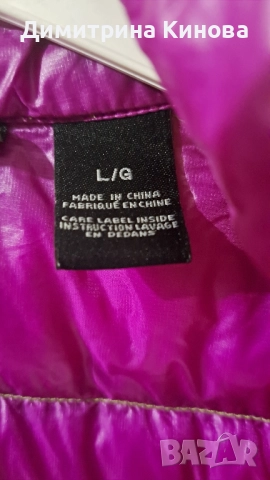 Димитрина Кинова
L/G
MADE IN CHINA
FABRIQUÉ EN CHINE
CARE LABEL INSIDE
INSTRUCTION LAVAGE
EN DEDANS
BAZAR